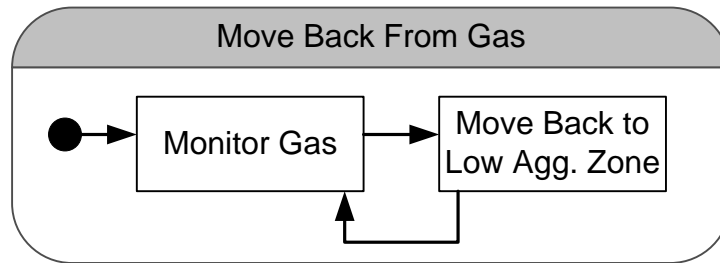 Move Back From Gas
Monitor Gas
Move Back to
Low Agg. Zone